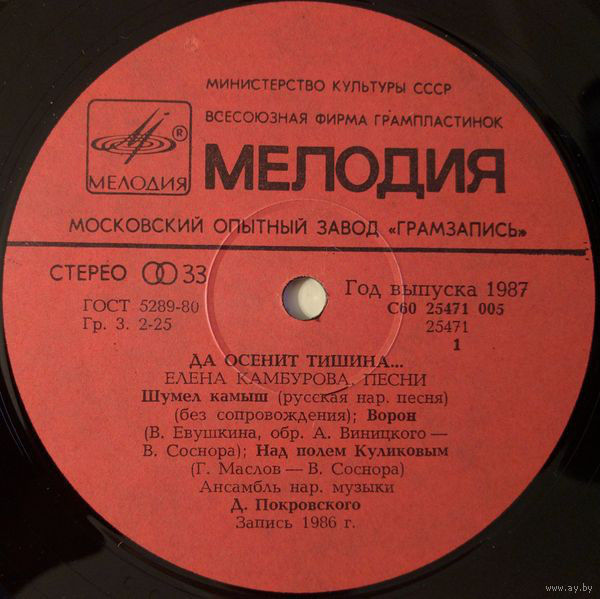 МИНИСТЕРСТВО КУЛЬТУРЫ СССР
ВСЕСОЮЗНАЯ ФИРМА ГРАМПЛАСТИНОК
® МЕЛОДИЯ
МЕЛОДИЯ
МОСКОВСКИЙ ОПЫТНЫЙ ЗАВОД «ГРАМЗАПИСЬ»
СТЕРЕО 33
Год выпуска 1987
ГОСТ 5289-80
С60 25471 005
Гр. 3. 2-25
25471
1
ДА ОСЕНИТ ТИШИНА...
ЕЛЕНА КАМБУРОВА. ПЕСНИ
Шумел камыш (русская нар. песня)
(без сопровождения); Ворон
(В. Евушкина, обр. А. Виницкого —
В. Соснора); Над полем Куликовым
(Г. Маслов — В. Соснора)
Ансамбль нар. музыки
Д. Покровского
Запись 1986 г.
www.ay.by